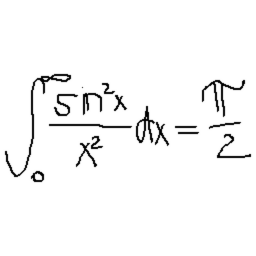 ∫₀^∞ sin²x / x² dx = π/2